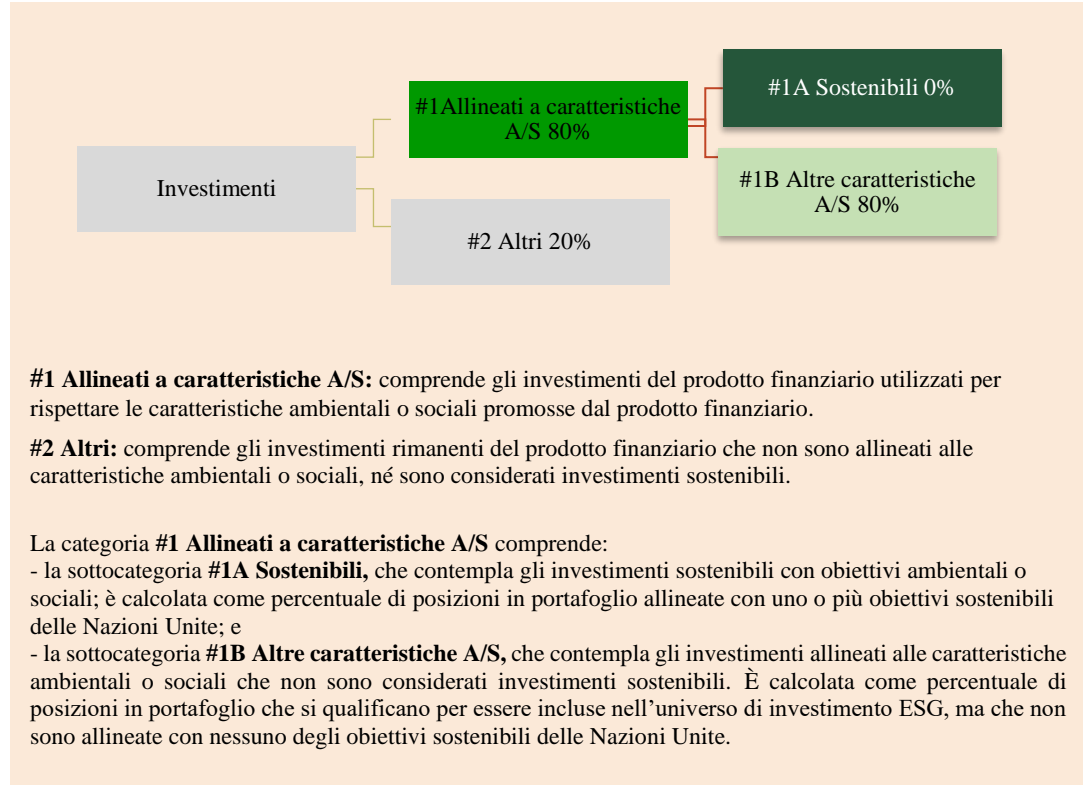 #1A Sostenibili 0%
#1Allineati a caratteristiche
A/S 80%
Investimenti
#1B Altre caratteristiche
A/S 80%
#2 Altri 20%
#1 Allineati a caratteristiche A/S: comprende gli investimenti del prodotto finanziario utilizzati per
rispettare le caratteristiche ambientali o sociali promosse dal prodotto finanziario.
#2 Altri: comprende gli investimenti rimanenti del prodotto finanziario che non sono allineati alle
caratteristiche ambientali o sociali, né sono considerati investimenti sostenibili.
La categoria #1 Allineati a caratteristiche A/S comprende:
- la sottocategoria #1A Sostenibili, che contempla gli investimenti sostenibili con obiettivi ambientali o
sociali; è calcolata come percentuale di posizioni in portafoglio allineate con uno o più obiettivi sostenibili
delle Nazioni Unite; e
- la sottocategoria #1B Altre caratteristiche A/S, che contempla gli investimenti allineati alle caratteristiche
ambientali o sociali che non sono considerati investimenti sostenibili. È calcolata come percentuale di
posizioni in portafoglio che si qualificano per essere incluse nell’universo di investimento ESG, ma che non
sono allineate con nessuno degli obiettivi sostenibili delle Nazioni Unite.